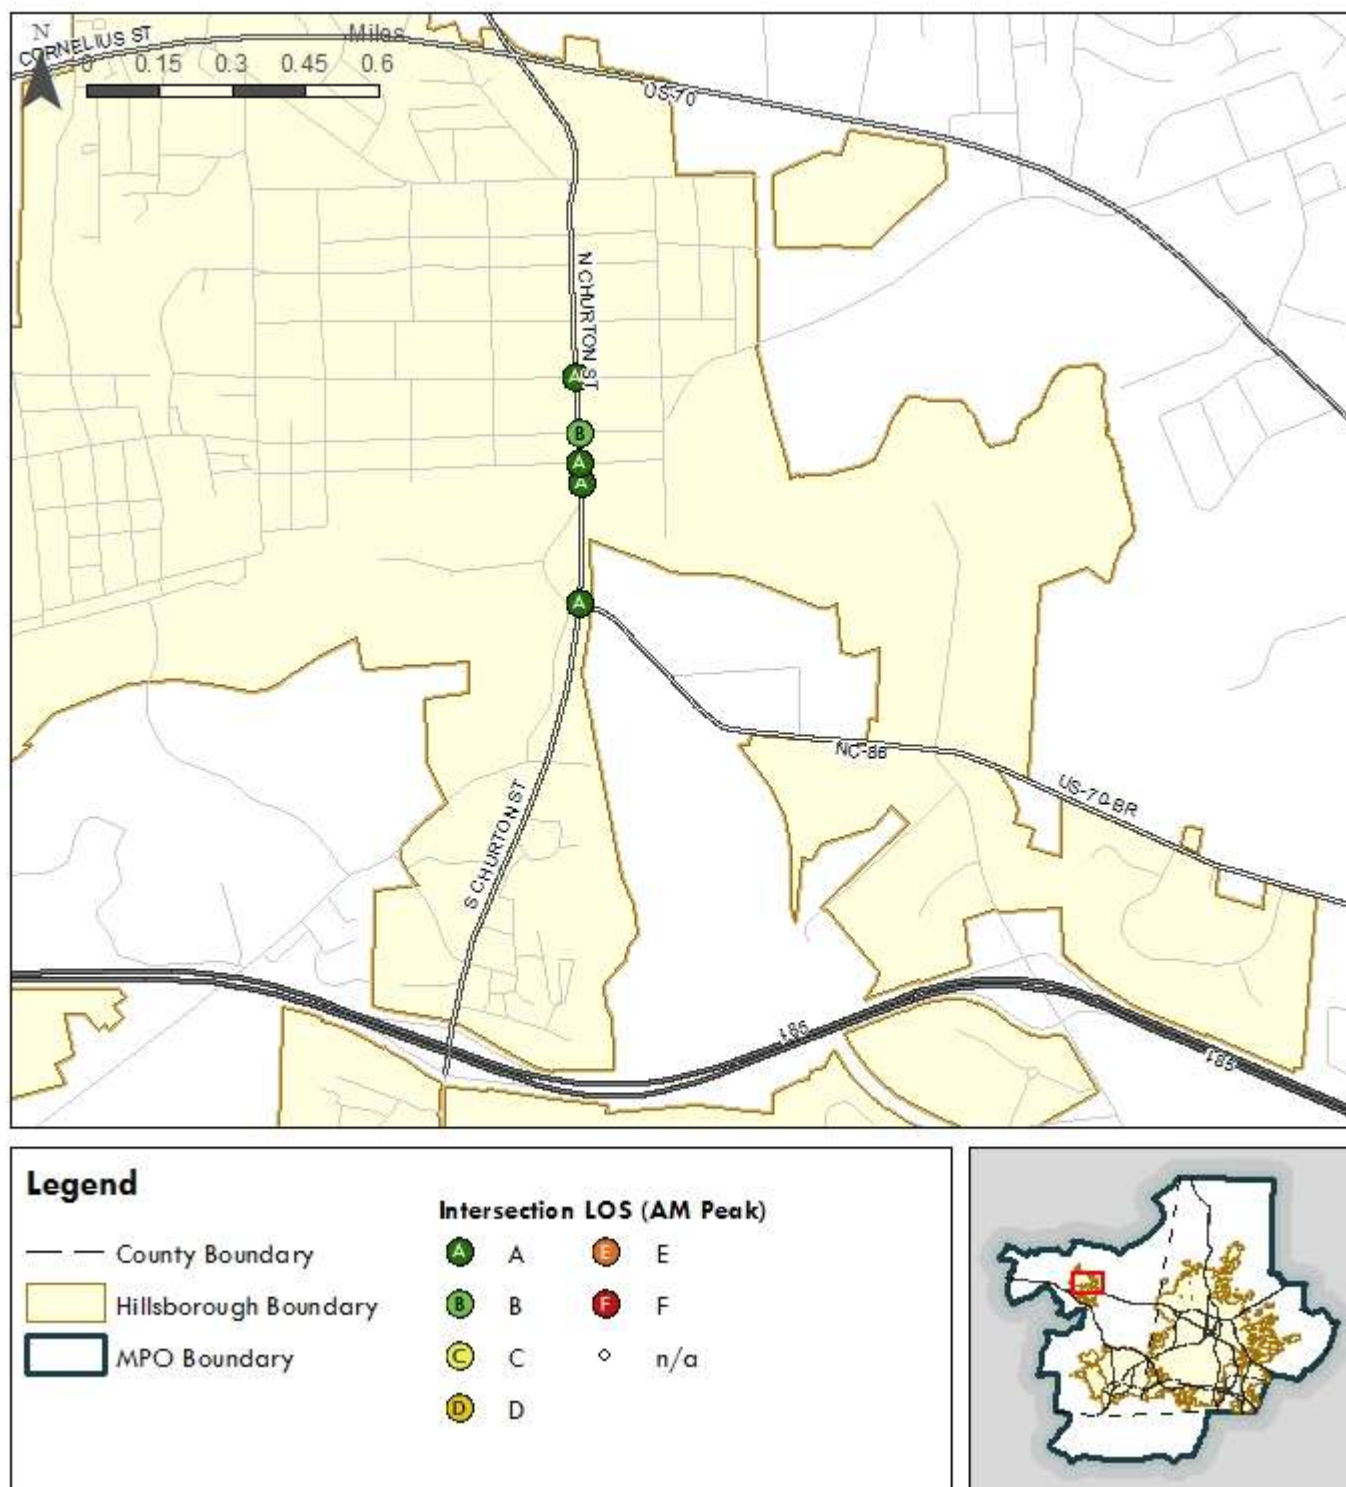 N
CORNELIUS ST
Miles
0 0.15 0.3 0.45 0.6
US-70
N CHURTON ST
A
B
A
A
A
NC-86
US-70-BR
S CHURTON ST
I85
I85
Legend
County Boundary
Hillsborough Boundary
MPO Boundary
Intersection LOS (AM Peak)
A A
E E
B B
F F
C C
n/a
D D